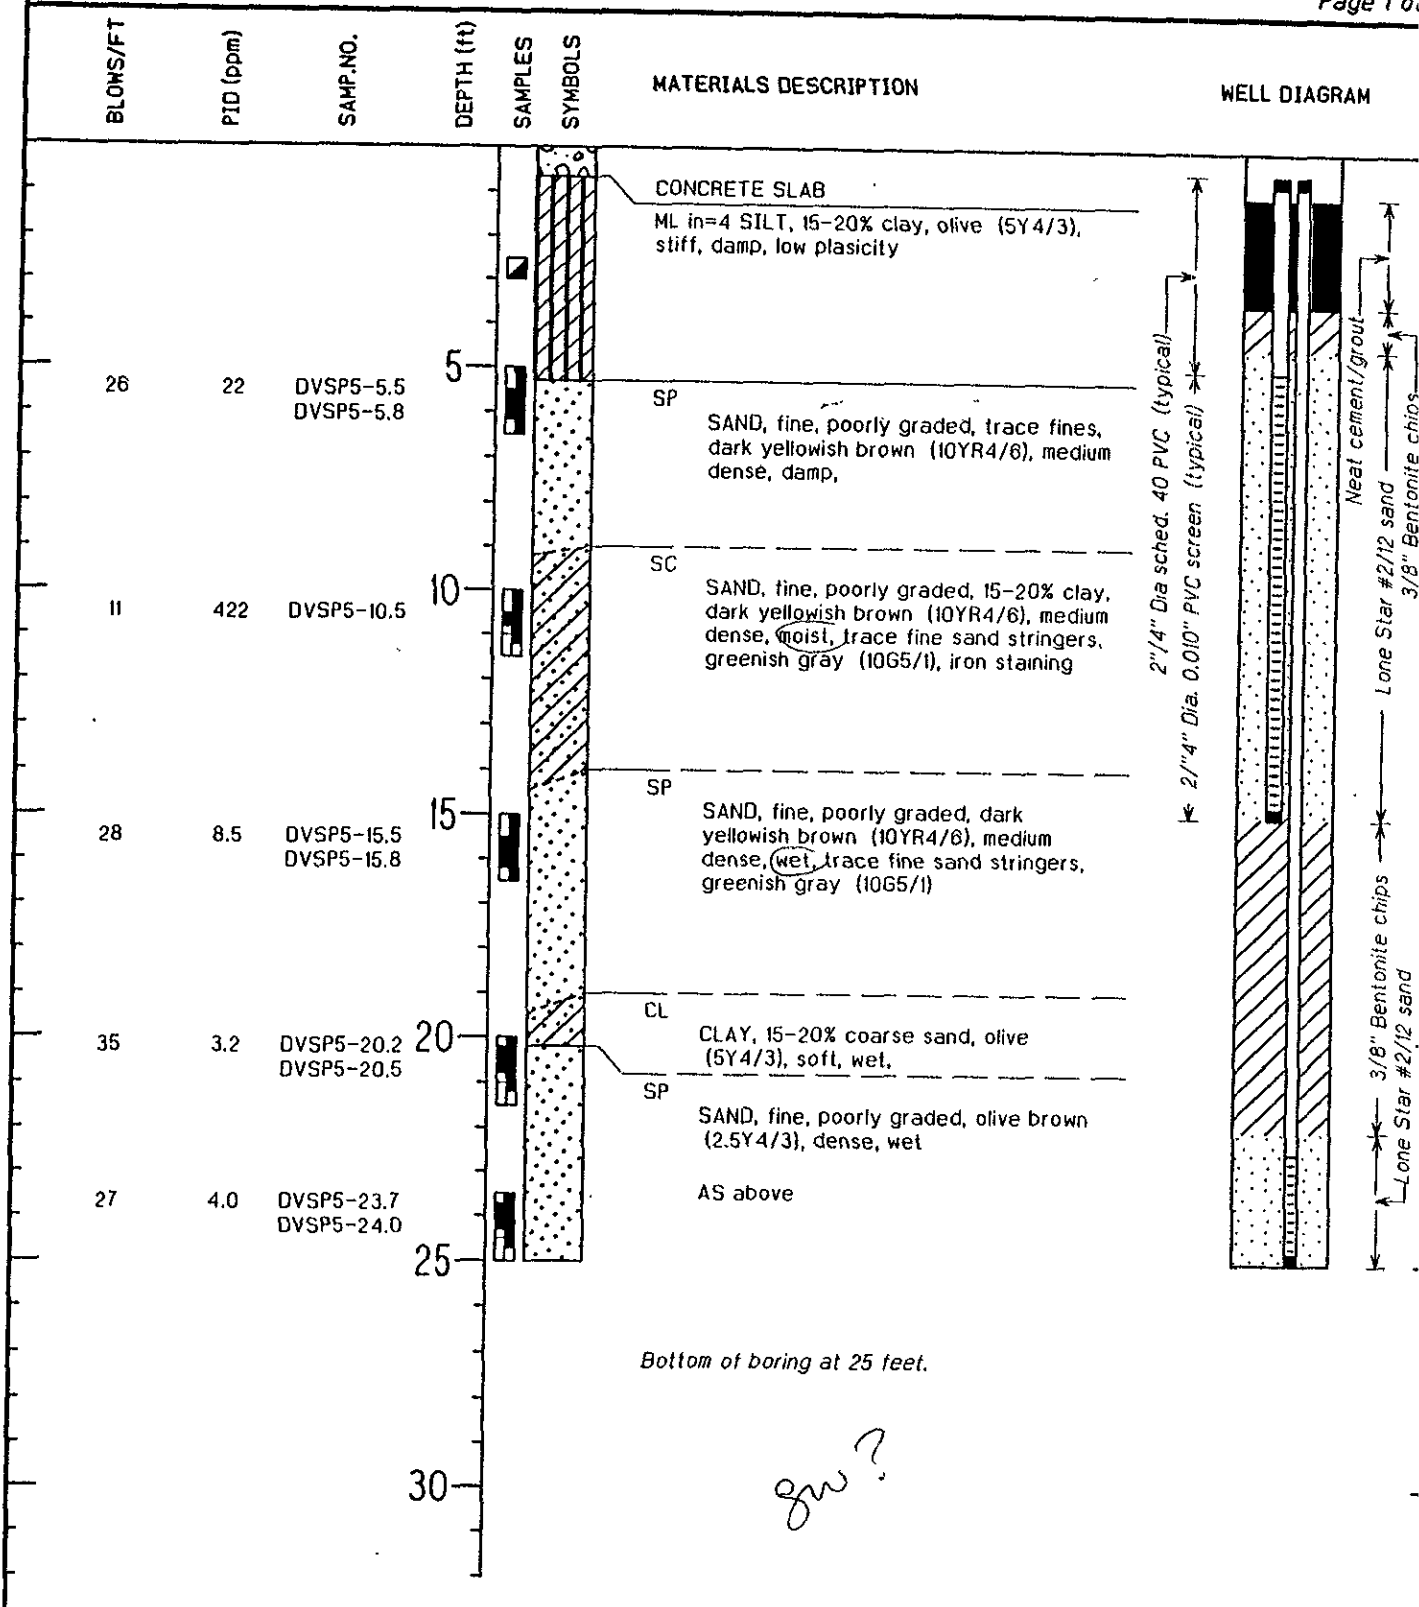 Page 1 of
BLOWS/FT
PID (ppm)
SAMP.NO.
DEPTH (ft)
SAMPLES
SYMBOLS
MATERIALS DESCRIPTION
WELL DIAGRAM
CONCRETE SLAB
ML in=4 SILT, 15-20% clay, olive (5Y4/3),
stiff, damp, low plasicity
5
26 22 DVSP5-5.5
DVSP5-5.8
SP
SAND, fine, poorly graded, trace fines,
dark yellowish brown (10YR4/6), medium
dense, damp,
10
11 422 DVSP5-10.5
SC
SAND, fine, poorly graded, 15-20% clay,
dark yellowish brown (10YR4/6), medium
dense, moist, trace fine sand stringers,
greenish gray (10G5/1), iron staining
15
28 8.5 DVSP5-15.5
DVSP5-15.8
SP
SAND, fine, poorly graded, dark
yellowish brown (10YR4/6), medium
dense, wet, trace fine sand stringers,
greenish gray (10G5/1)
20
35 3.2 DVSP5-20.2
DVSP5-20.5
CL
CLAY, 15-20% coarse sand, olive
(5Y4/3), soft, wet,
SP
SAND, fine, poorly graded, olive brown
(2.5Y4/3), dense, wet
27 4.0 DVSP5-23.7
DVSP5-24.0
AS above
25
Bottom of boring at 25 feet.
30
gw?
2"/4" Dia sched. 40 PVC (typical)
2/"4" Dia. 0.010" PVC screen (typical)
Neat cement/grout
Lone Star #2/12 sand
3/8" Bentonite chips
3/8" Bentonite chips
Lone Star #2/12 sand